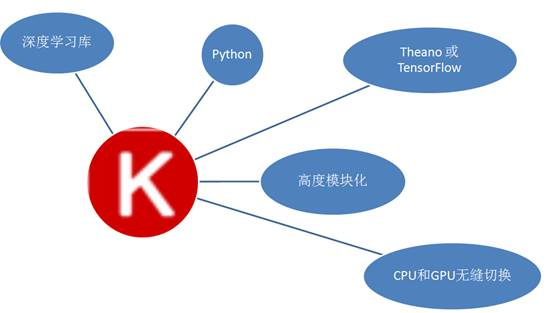 深度学习库
Python
Theano 或
TensorFlow
K
高度模块化
CPU和GPU无缝切换